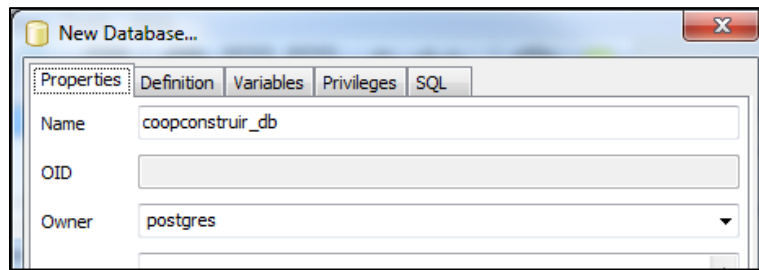 New Database...
Properties Definition Variables Privileges SQL
Name coopconstruir_db
OID
Owner postgres